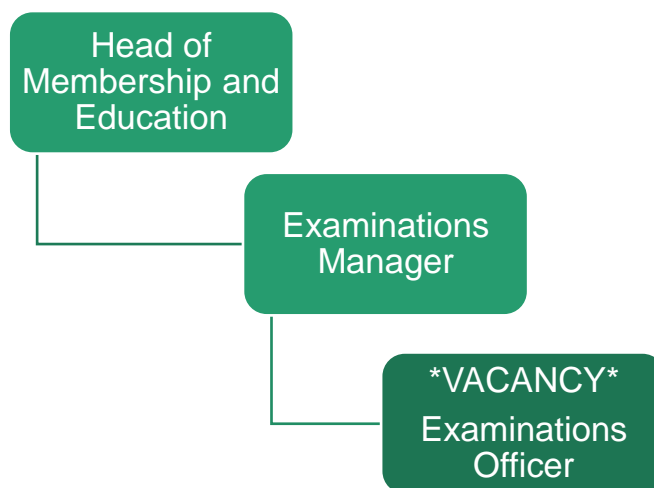 Head of
Membership and
Education
Examinations
Manager
*VACANCY*
Examinations
Officer